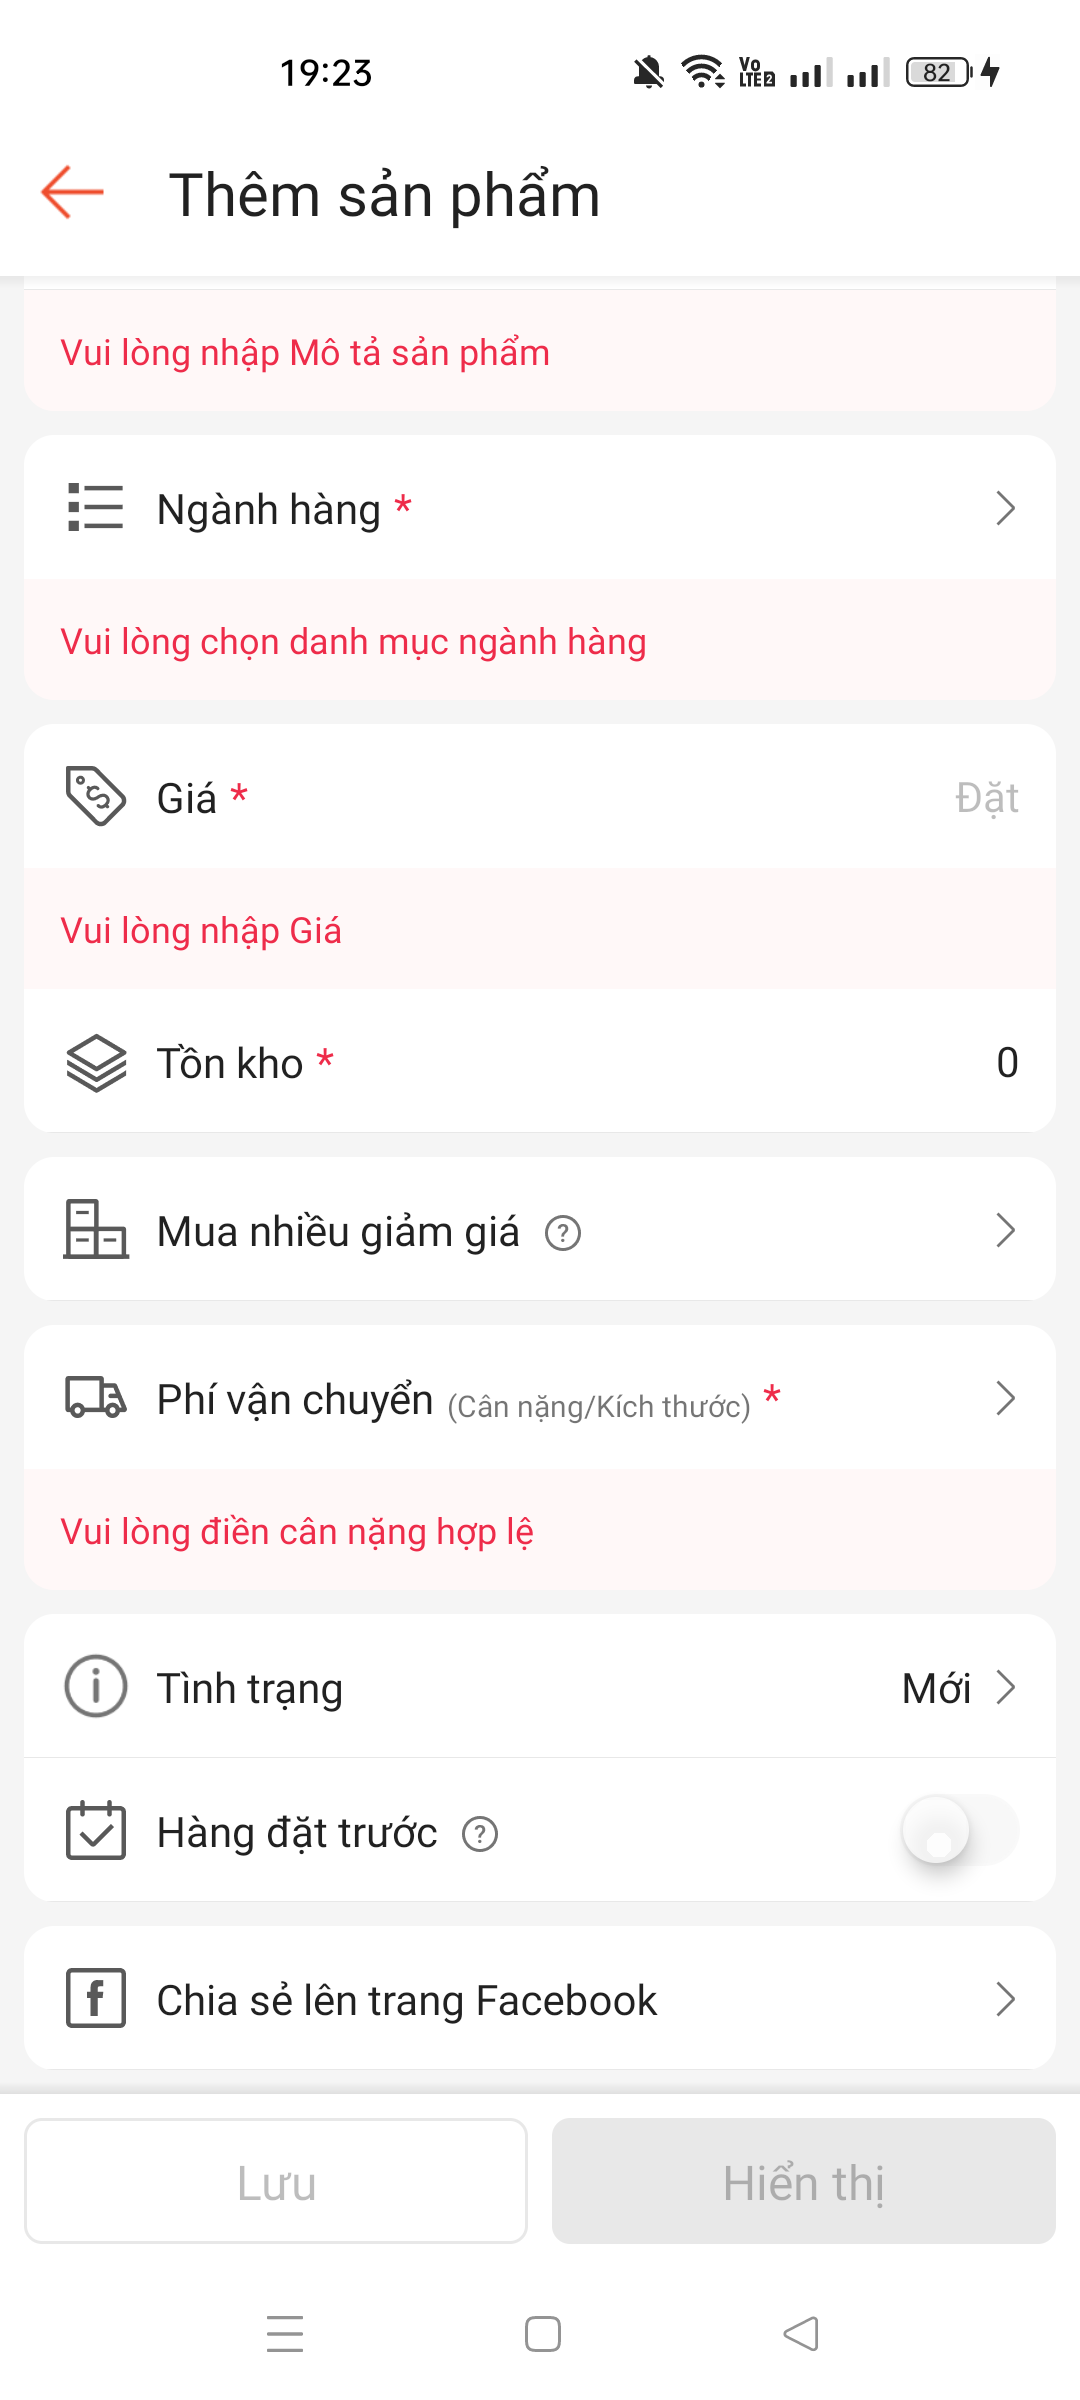 19:23
Vo
LTE2
82
Thêm sản phẩm
Vui lòng nhập Mô tả sản phẩm
Ngành hàng *
Vui lòng chọn danh mục ngành hàng
Giá *
Đặt
Vui lòng nhập Giá
Tồn kho *
0
Mua nhiều giảm giá ?
Phí vận chuyển (Cân nặng/Kích thước) *
Vui lòng điền cân nặng hợp lệ
Tình trạng
Mới
Hàng đặt trước ?
Chia sẻ lên trang Facebook
Lưu
Hiển thị